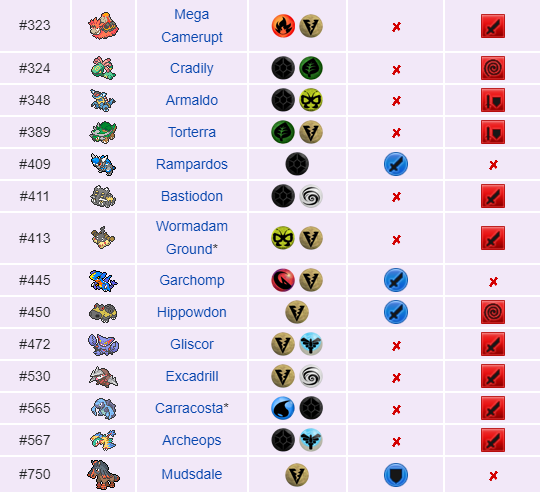 #323
Mega
Camerupt
#324
Cradily
#348
Armaldo
#389
Torterra
#409
Rampardos
#411
Bastiodon
#413
Wormadam
Ground*
#445
Garchomp
#450
Hippowdon
#472
Gliscor
#530
Excadrill
#565
Carracosta*
#567
Archeops
#750
Mudsdale